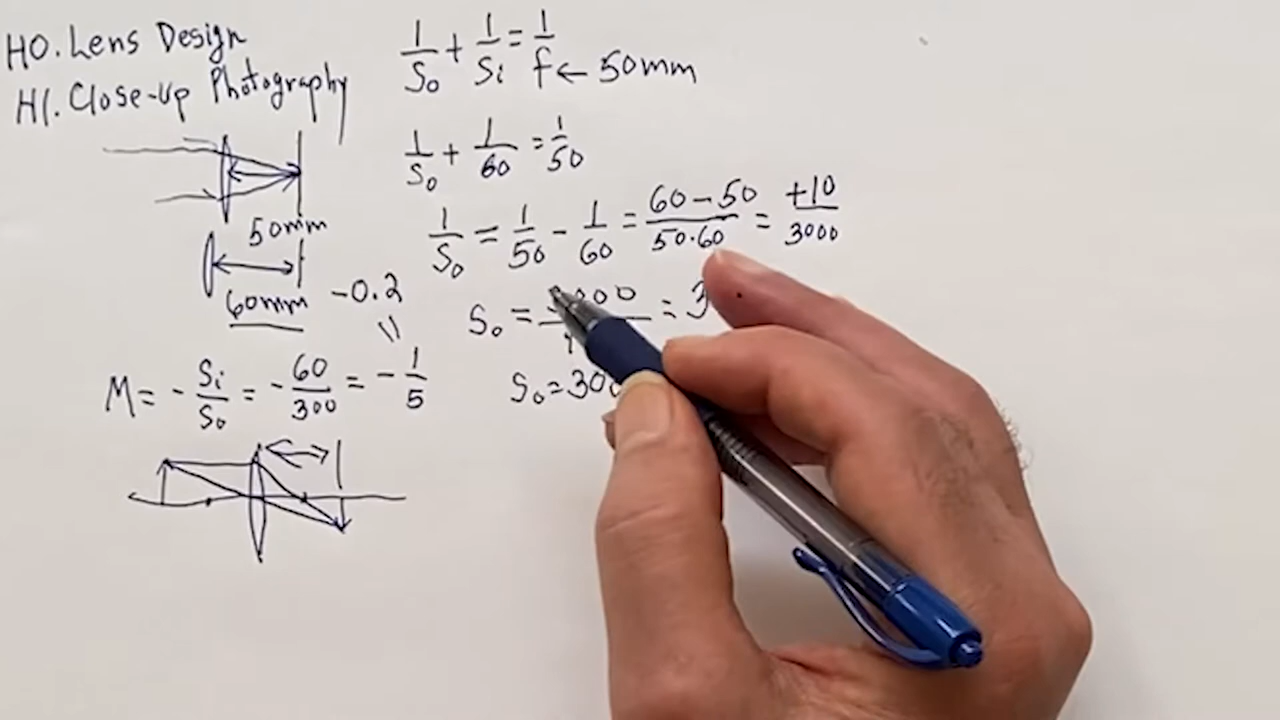 H0. Lens Design
H1. Close-Up Photography
1/So + 1/Si = 1/f ← 50mm
1/So + 1/60 = 1/50
1/So = 1/50 - 1/60 = 60-50/50·60 = +10/3000
50mm
60mm
So =
M = - Si/So = - 60/300 = - 1/5 = -0.2
So=300